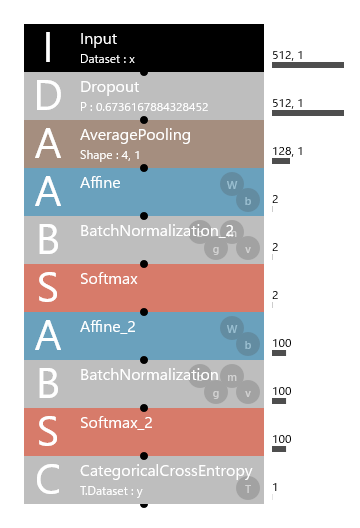 I Input
Dataset : x
512, 1
D Dropout
P : 0.6736167884328452
512, 1
A AveragePooling
Shape : 4, 1
128, 1
A Affine
W
b
2
B BatchNormalization_2
m
g v
2
S Softmax
2
A Affine_2
W
b
100
B BatchNormalization
m
g v
100
S Softmax_2
100
C CategoricalCrossEntropy
T.Dataset : y
T
1